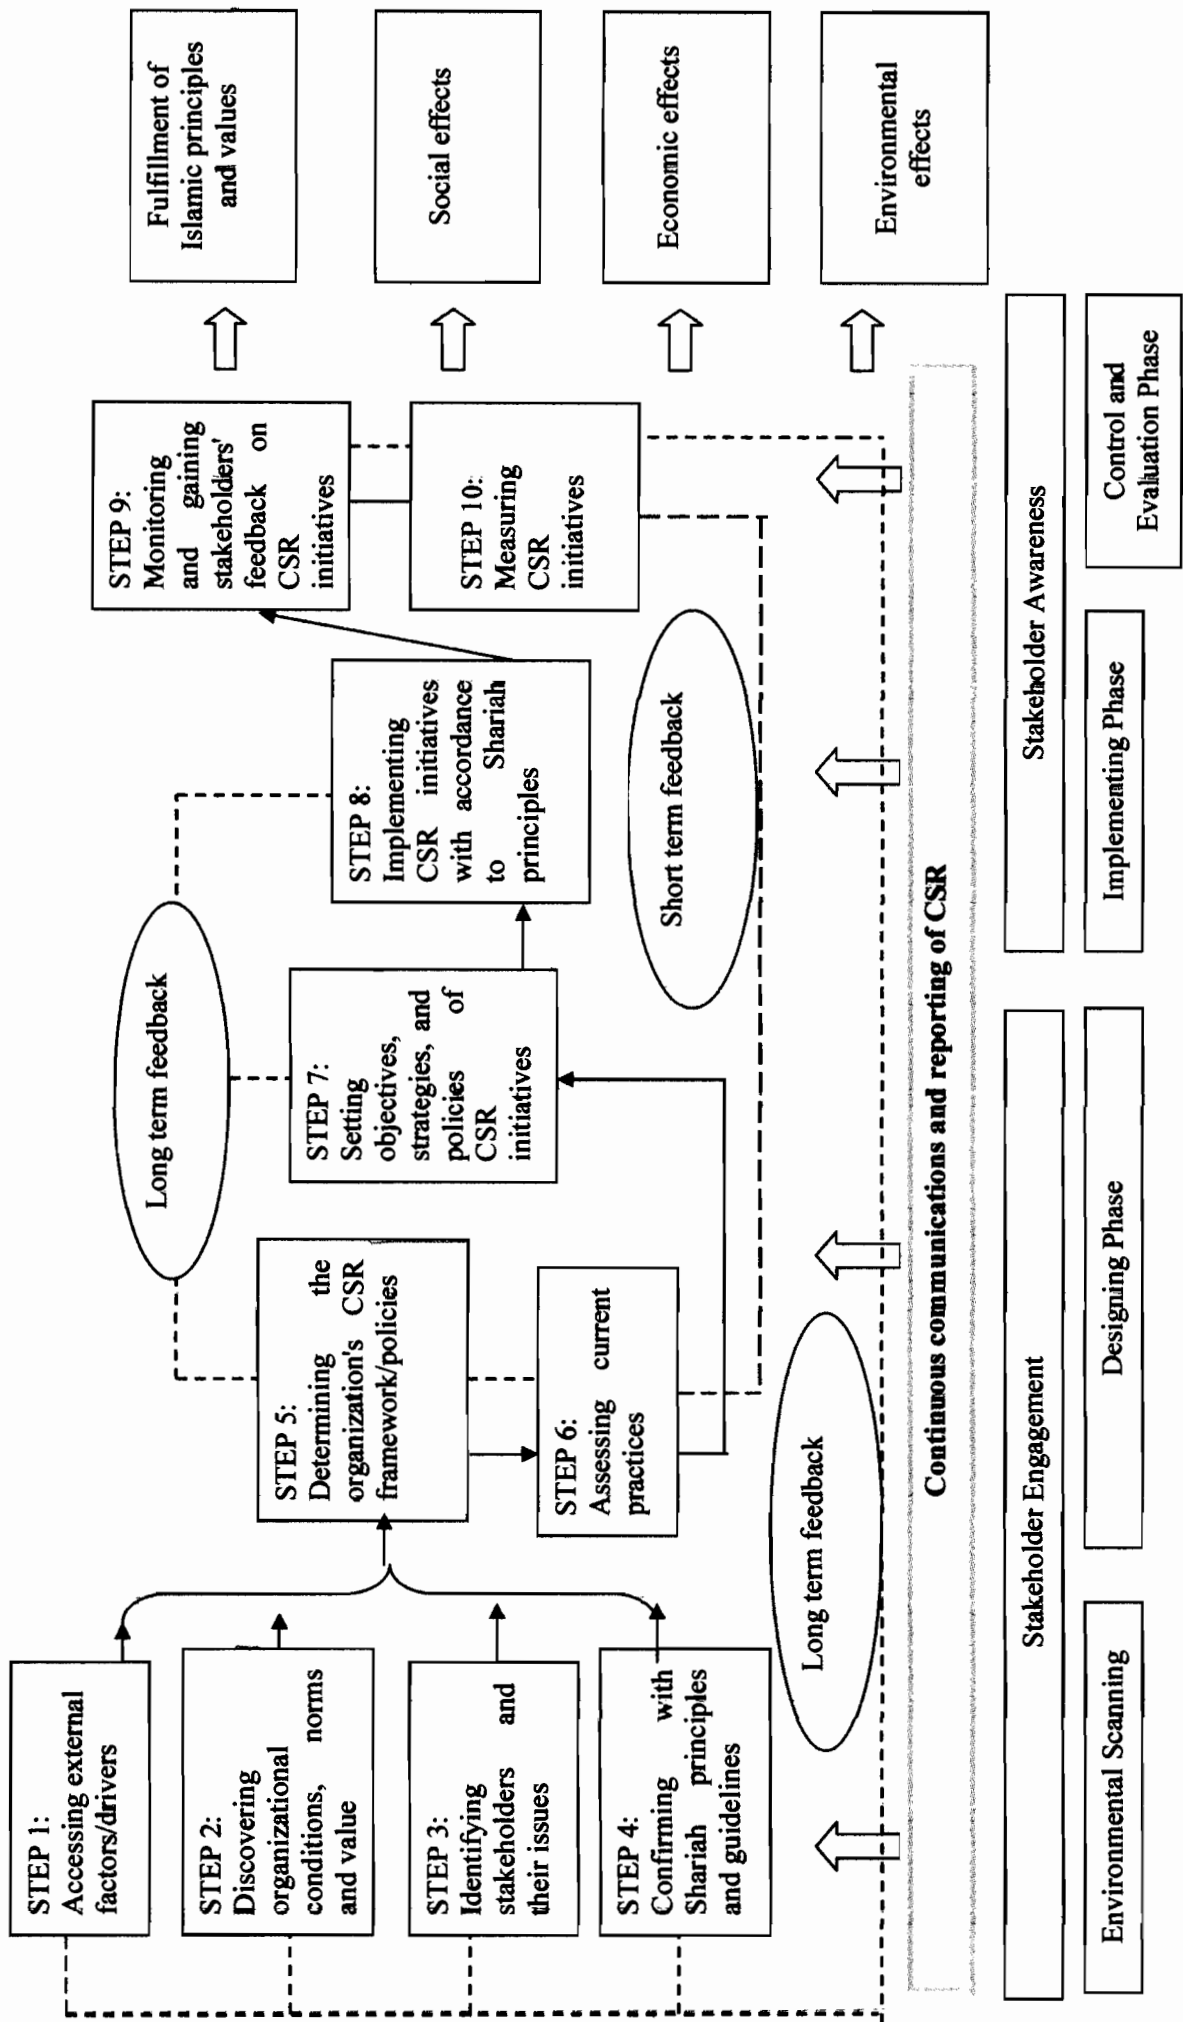 STEP 1:
Accessing external
factors/drivers
STEP 2:
Discovering
organizational
conditions, norms
and value
STEP 3:
Identifying
stakeholders and
their issues
STEP 4:
Confirming with
Shariah principles
and guidelines
STEP 5:
Determining the
organization's CSR
framework/policies
STEP 6:
Assessing current
practices
Long term feedback
STEP 7:
Setting
objectives,
strategies, and
policies of
CSR
initiatives
STEP 8:
Implementing
CSR initiatives
with accordance
to Shariah
principles
Short term feedback
STEP 9:
Monitoring
and gaining
stakeholders'
feedback on
CSR
initiatives
STEP 10:
Measuring
CSR
initiatives
Fulfillment of
Islamic principles
and values
Social effects
Economic effects
Environmental
effects
Long term feedback
Continuous communications and reporting of CSR
Stakeholder Engagement
Stakeholder Awareness
Environmental Scanning
Designing Phase
Implementing Phase
Control and
Evaluation Phase